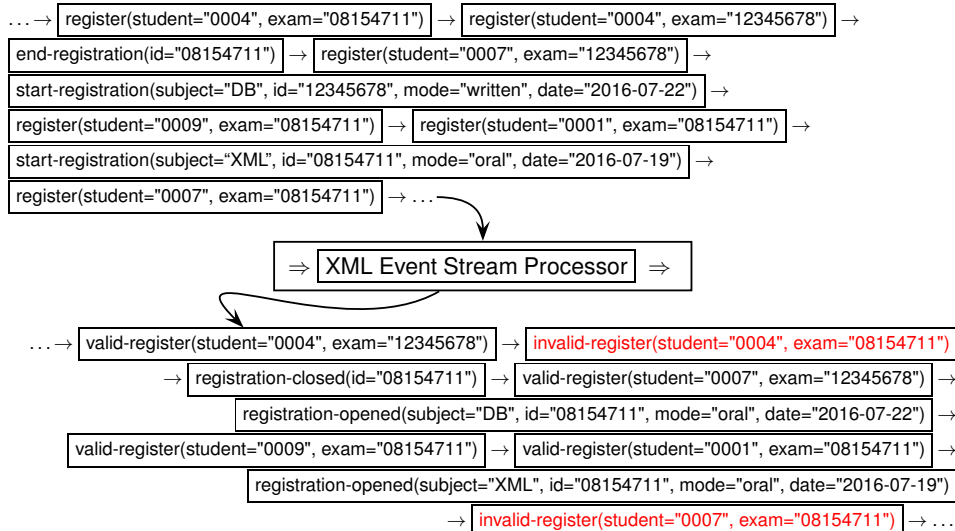 ... → register(student="0004", exam="08154711") → register(student="0004", exam="12345678") →
end-registration(id="08154711") → register(student="0007", exam="12345678") →
start-registration(subject="DB", id="12345678", mode="written", date="2016-07-22") →
register(student="0009", exam="08154711") → register(student="0001", exam="08154711") →
start-registration(subject=“XML”, id="08154711", mode="oral", date="2016-07-19") →
register(student="0007", exam="08154711") → ...
⇒ XML Event Stream Processor ⇒
... → valid-register(student="0004", exam="12345678") → invalid-register(student="0004", exam="08154711")
→ registration-closed(id="08154711") → valid-register(student="0007", exam="12345678") →
registration-opened(subject="DB", id="08154711", mode="oral", date="2016-07-22") →
valid-register(student="0009", exam="08154711") → valid-register(student="0001", exam="08154711") →
registration-opened(subject="XML", id="08154711", mode="oral", date="2016-07-19")
→ invalid-register(student="0007", exam="08154711") → ...